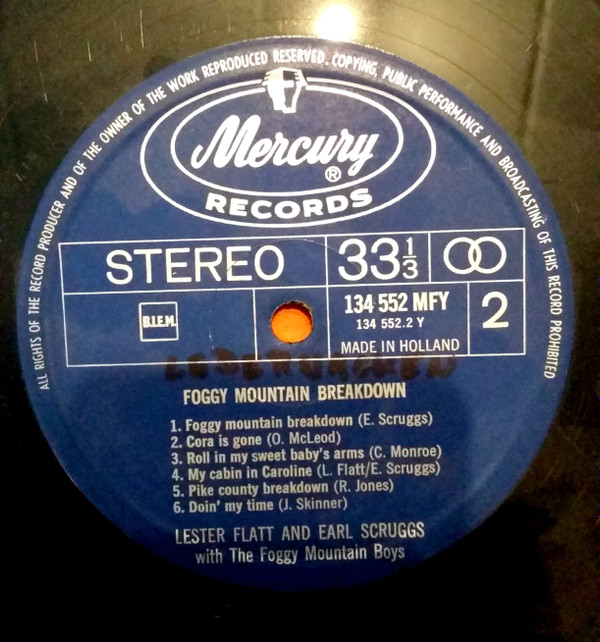 ALL RIGHTS OF THE RECORD PRODUCER AND OF THE OWNER OF THE WORK REPRODUCED RESERVED. COPYING, PUBLIC PERFORMANCE AND BROADCASTING OF THIS RECORD PROHIBITED
Mercury
®
RECORDS
STEREO
33 1/3
B.I.E.M.
134 552 MFY
134 552.2 Y
MADE IN HOLLAND
2
FOGGY MOUNTAIN BREAKDOWN
1. Foggy mountain breakdown (E. Scruggs)
2. Cora is gone (O. McLeod)
3. Roll in my sweet baby's arms (C. Monroe)
4. My cabin in Caroline (L. Flatt/E. Scruggs)
5. Pike county breakdown (R. Jones)
6. Doin' my time (J. Skinner)
LESTER FLATT AND EARL SCRUGGS
with The Foggy Mountain Boys